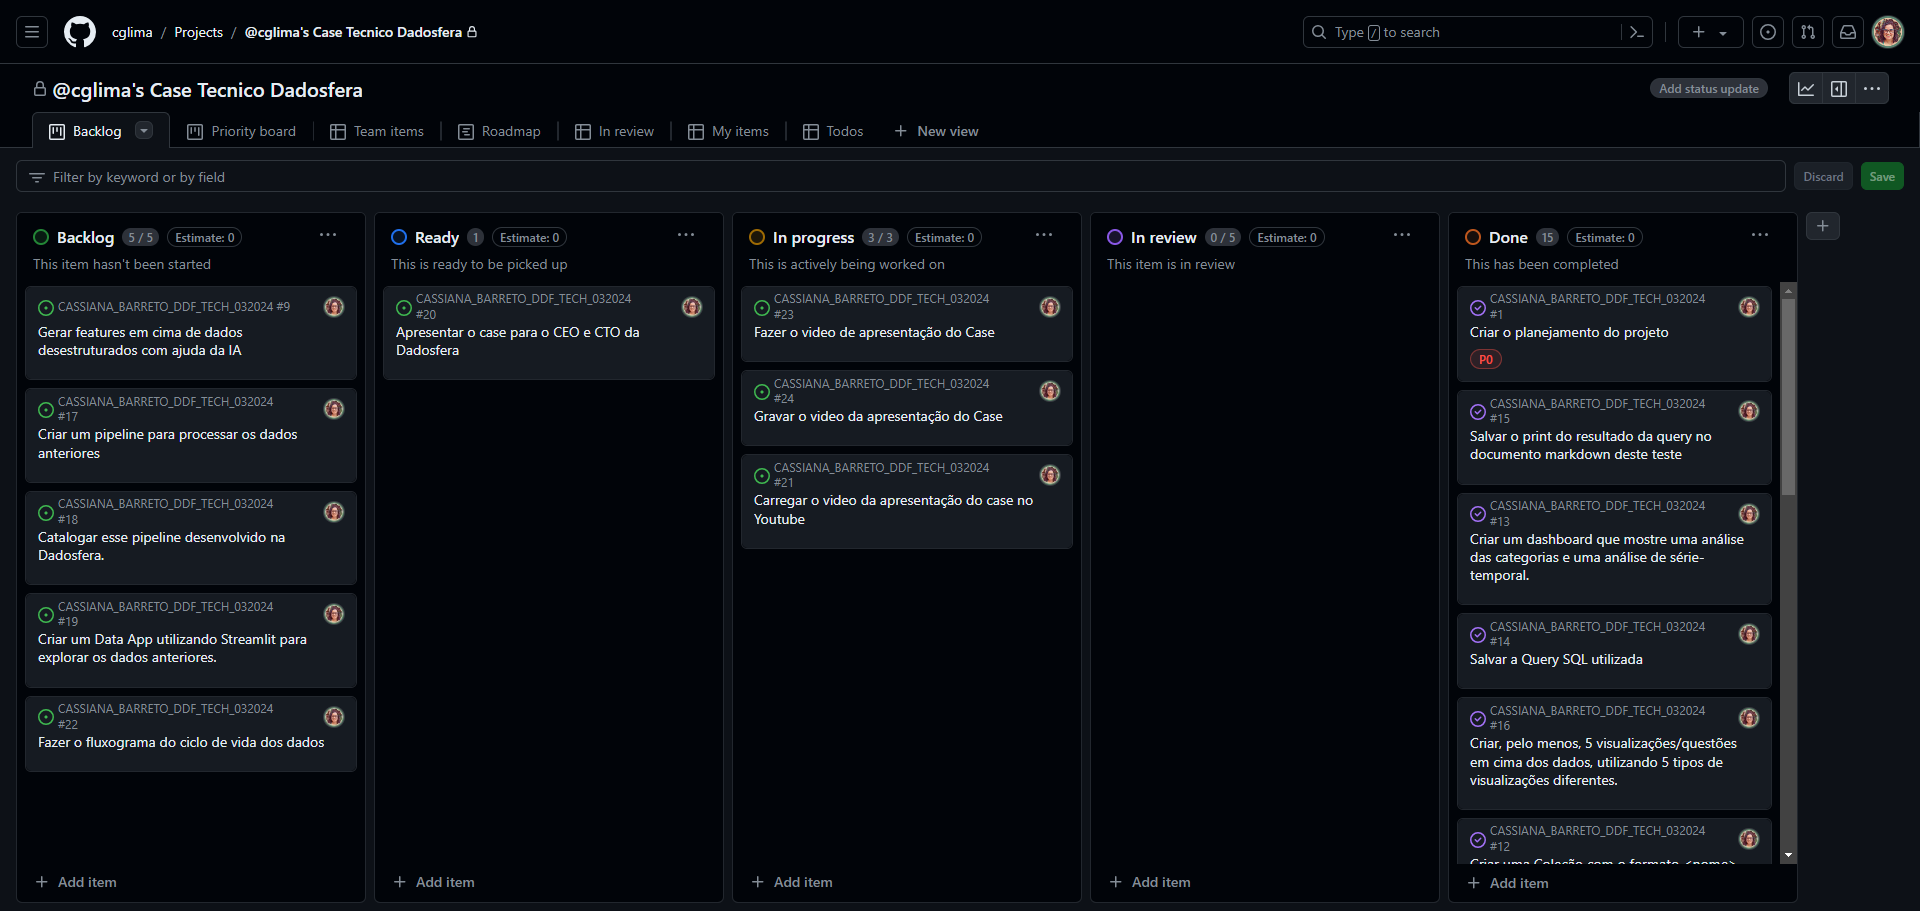 cglima / Projects / @cglima's Case Tecnico Dadosfera
Type / to search
@cglima's Case Tecnico Dadosfera
Add status update
Backlog
Priority board
Team items
Roadmap
In review
My items
Todos
New view
Filter by keyword or by field
Discard
Save
Backlog 5 / 5 Estimate: 0
This item hasn't been started
CASSIANA_BARRETO_DDF_TECH_032024 #9
Gerar features em cima de dados
desestruturados com ajuda da IA
CASSIANA_BARRETO_DDF_TECH_032024
#17
Criar um pipeline para processar os dados
anteriores
CASSIANA_BARRETO_DDF_TECH_032024
#18
Catalogar esse pipeline desenvolvido na
Dadosfera.
CASSIANA_BARRETO_DDF_TECH_032024
#19
Criar um Data App utilizando Streamlit para
explorar os dados anteriores.
CASSIANA_BARRETO_DDF_TECH_032024
#22
Fazer o fluxograma do ciclo de vida dos dados
Add item
Ready 1 Estimate: 0
This is ready to be picked up
CASSIANA_BARRETO_DDF_TECH_032024
#20
Apresentar o case para o CEO e CTO da
Dadosfera
Add item
In progress 3 / 3 Estimate: 0
This is actively being worked on
CASSIANA_BARRETO_DDF_TECH_032024
#23
Fazer o video de apresentação do Case
CASSIANA_BARRETO_DDF_TECH_032024
#24
Gravar o video da apresentação do Case
CASSIANA_BARRETO_DDF_TECH_032024
#21
Carregar o video da apresentação do case no
Youtube
Add item
In review 0 / 5 Estimate: 0
This item is in review
Add item
Done 15 Estimate: 0
This has been completed
CASSIANA_BARRETO_DDF_TECH_032024
#1
Criar o planejamento do projeto
P0
CASSIANA_BARRETO_DDF_TECH_032024
#15
Salvar o print do resultado da query no
documento markdown deste teste
CASSIANA_BARRETO_DDF_TECH_032024
#13
Criar um dashboard que mostre uma análise
das categorias e uma análise de série-
temporal.
CASSIANA_BARRETO_DDF_TECH_032024
#14
Salvar a Query SQL utilizada
CASSIANA_BARRETO_DDF_TECH_032024
#16
Criar, pelo menos, 5 visualizações/questões
em cima dos dados, utilizando 5 tipos de
visualizações diferentes.
CASSIANA_BARRETO_DDF_TECH_032024
#12
Criar uma Coleção com o formato <nome>
Add item